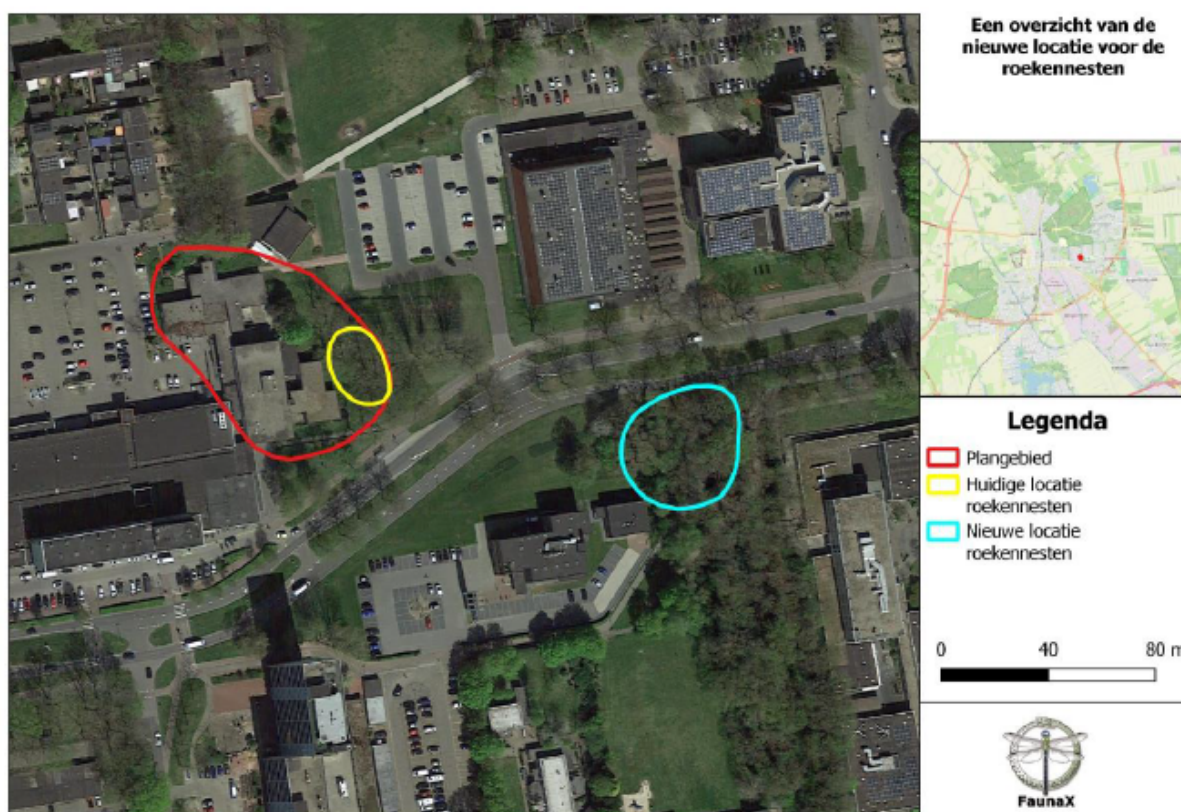 Een overzicht van de
nieuwe locatie voor de
roekennesten
Legenda
Plangebied
Huidige locatie
roekennesten
Nieuwe locatie
roekennesten
0 40 80 m
FaunaX